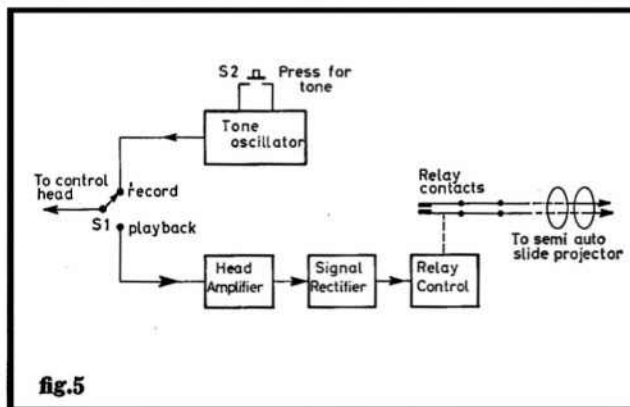 S2 Press for
tone
Tone
oscillator
To control
head
record
S1
playback
Relay
contacts
To semi auto
slide projector
Head
Amplifier
Signal
Rectifier
Relay
Control
fig.5